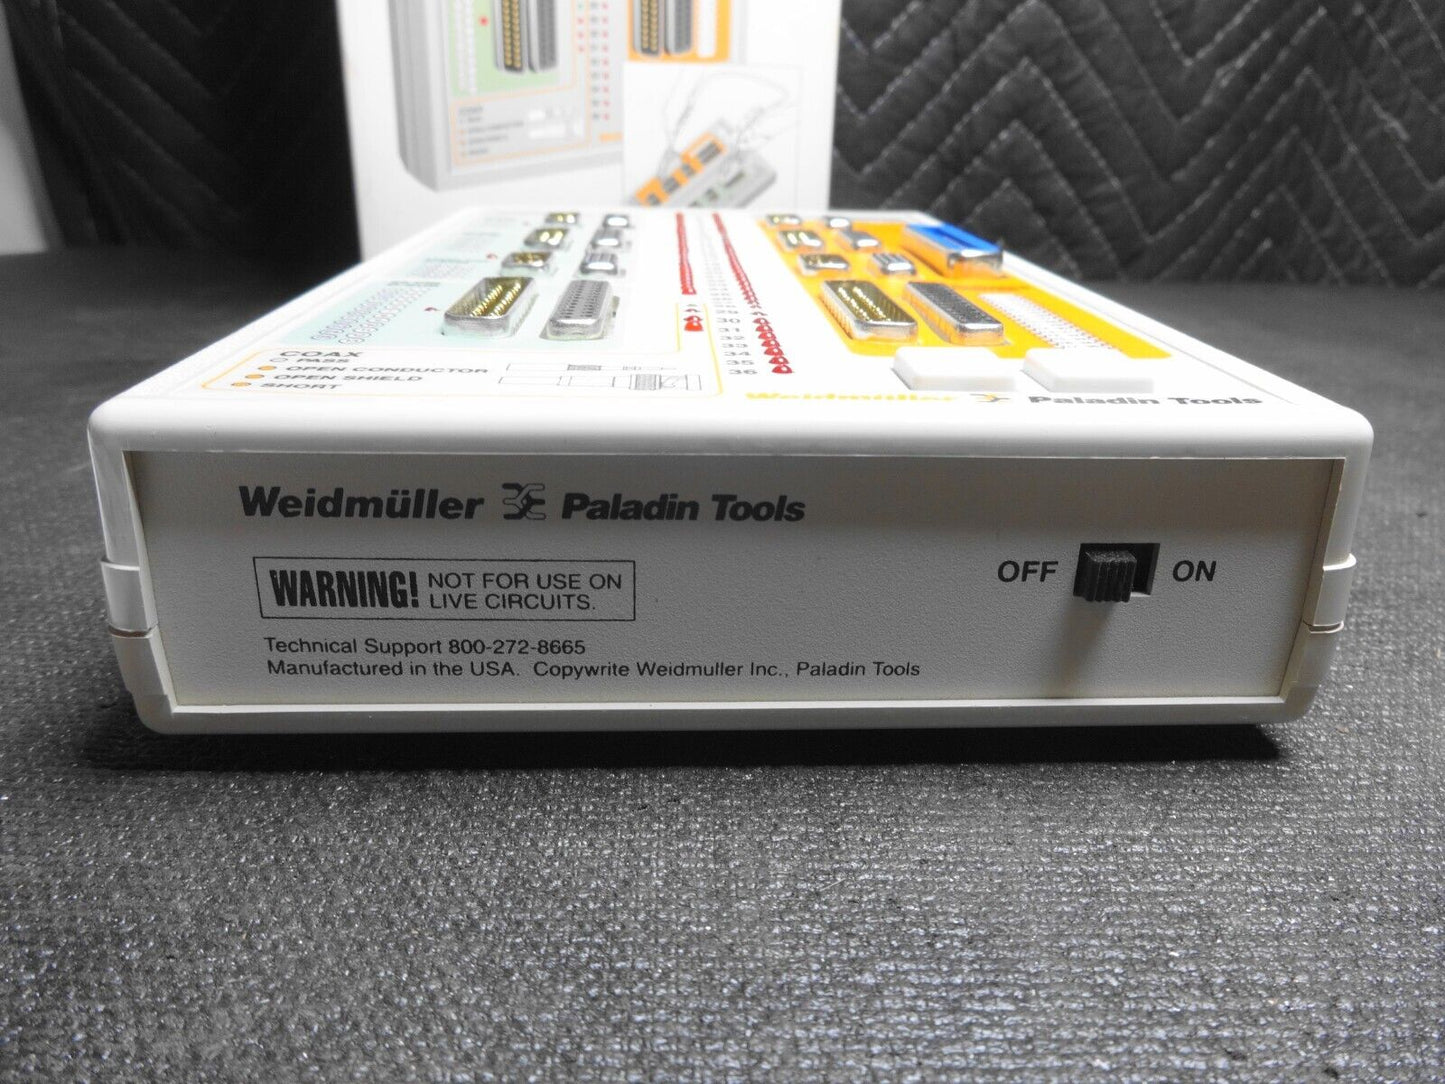 29
30
31
32
33
34
35
36
COAX
PASS
OPEN CONDUCTOR
OPEN SHIELD
SHORT
Weidmüller Paladin Tools
Weidmüller Paladin Tools
WARNING! NOT FOR USE ON
LIVE CIRCUITS.
OFF ON
Technical Support 800-272-8665
Manufactured in the USA. Copywrite Weidmuller Inc., Paladin Tools